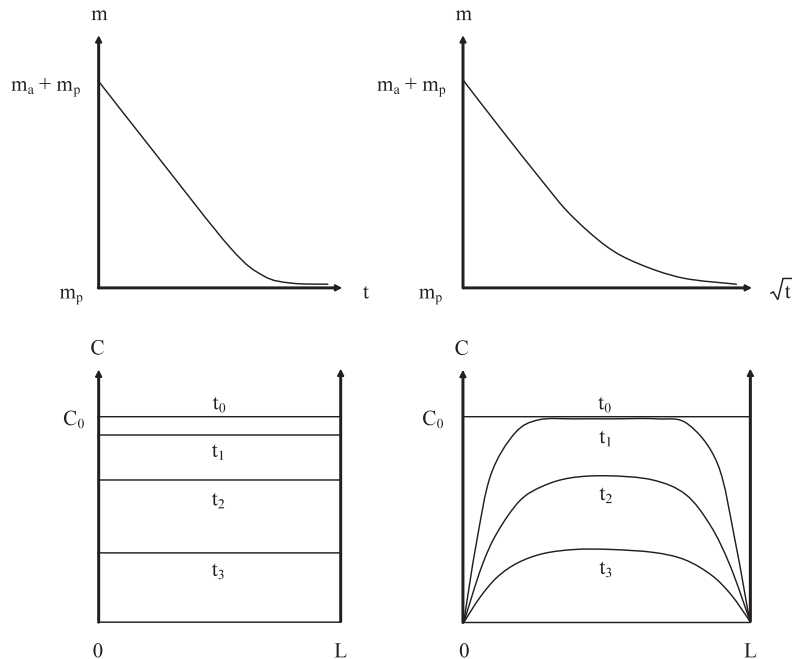 m
m
mₐ + mₚ
mₐ + mₚ
mₚ
t
mₚ
√t
C
C
C₀
t₀
t₁
t₂
t₃
C₀
t₀
t₁
t₂
t₃
0
L
0
L